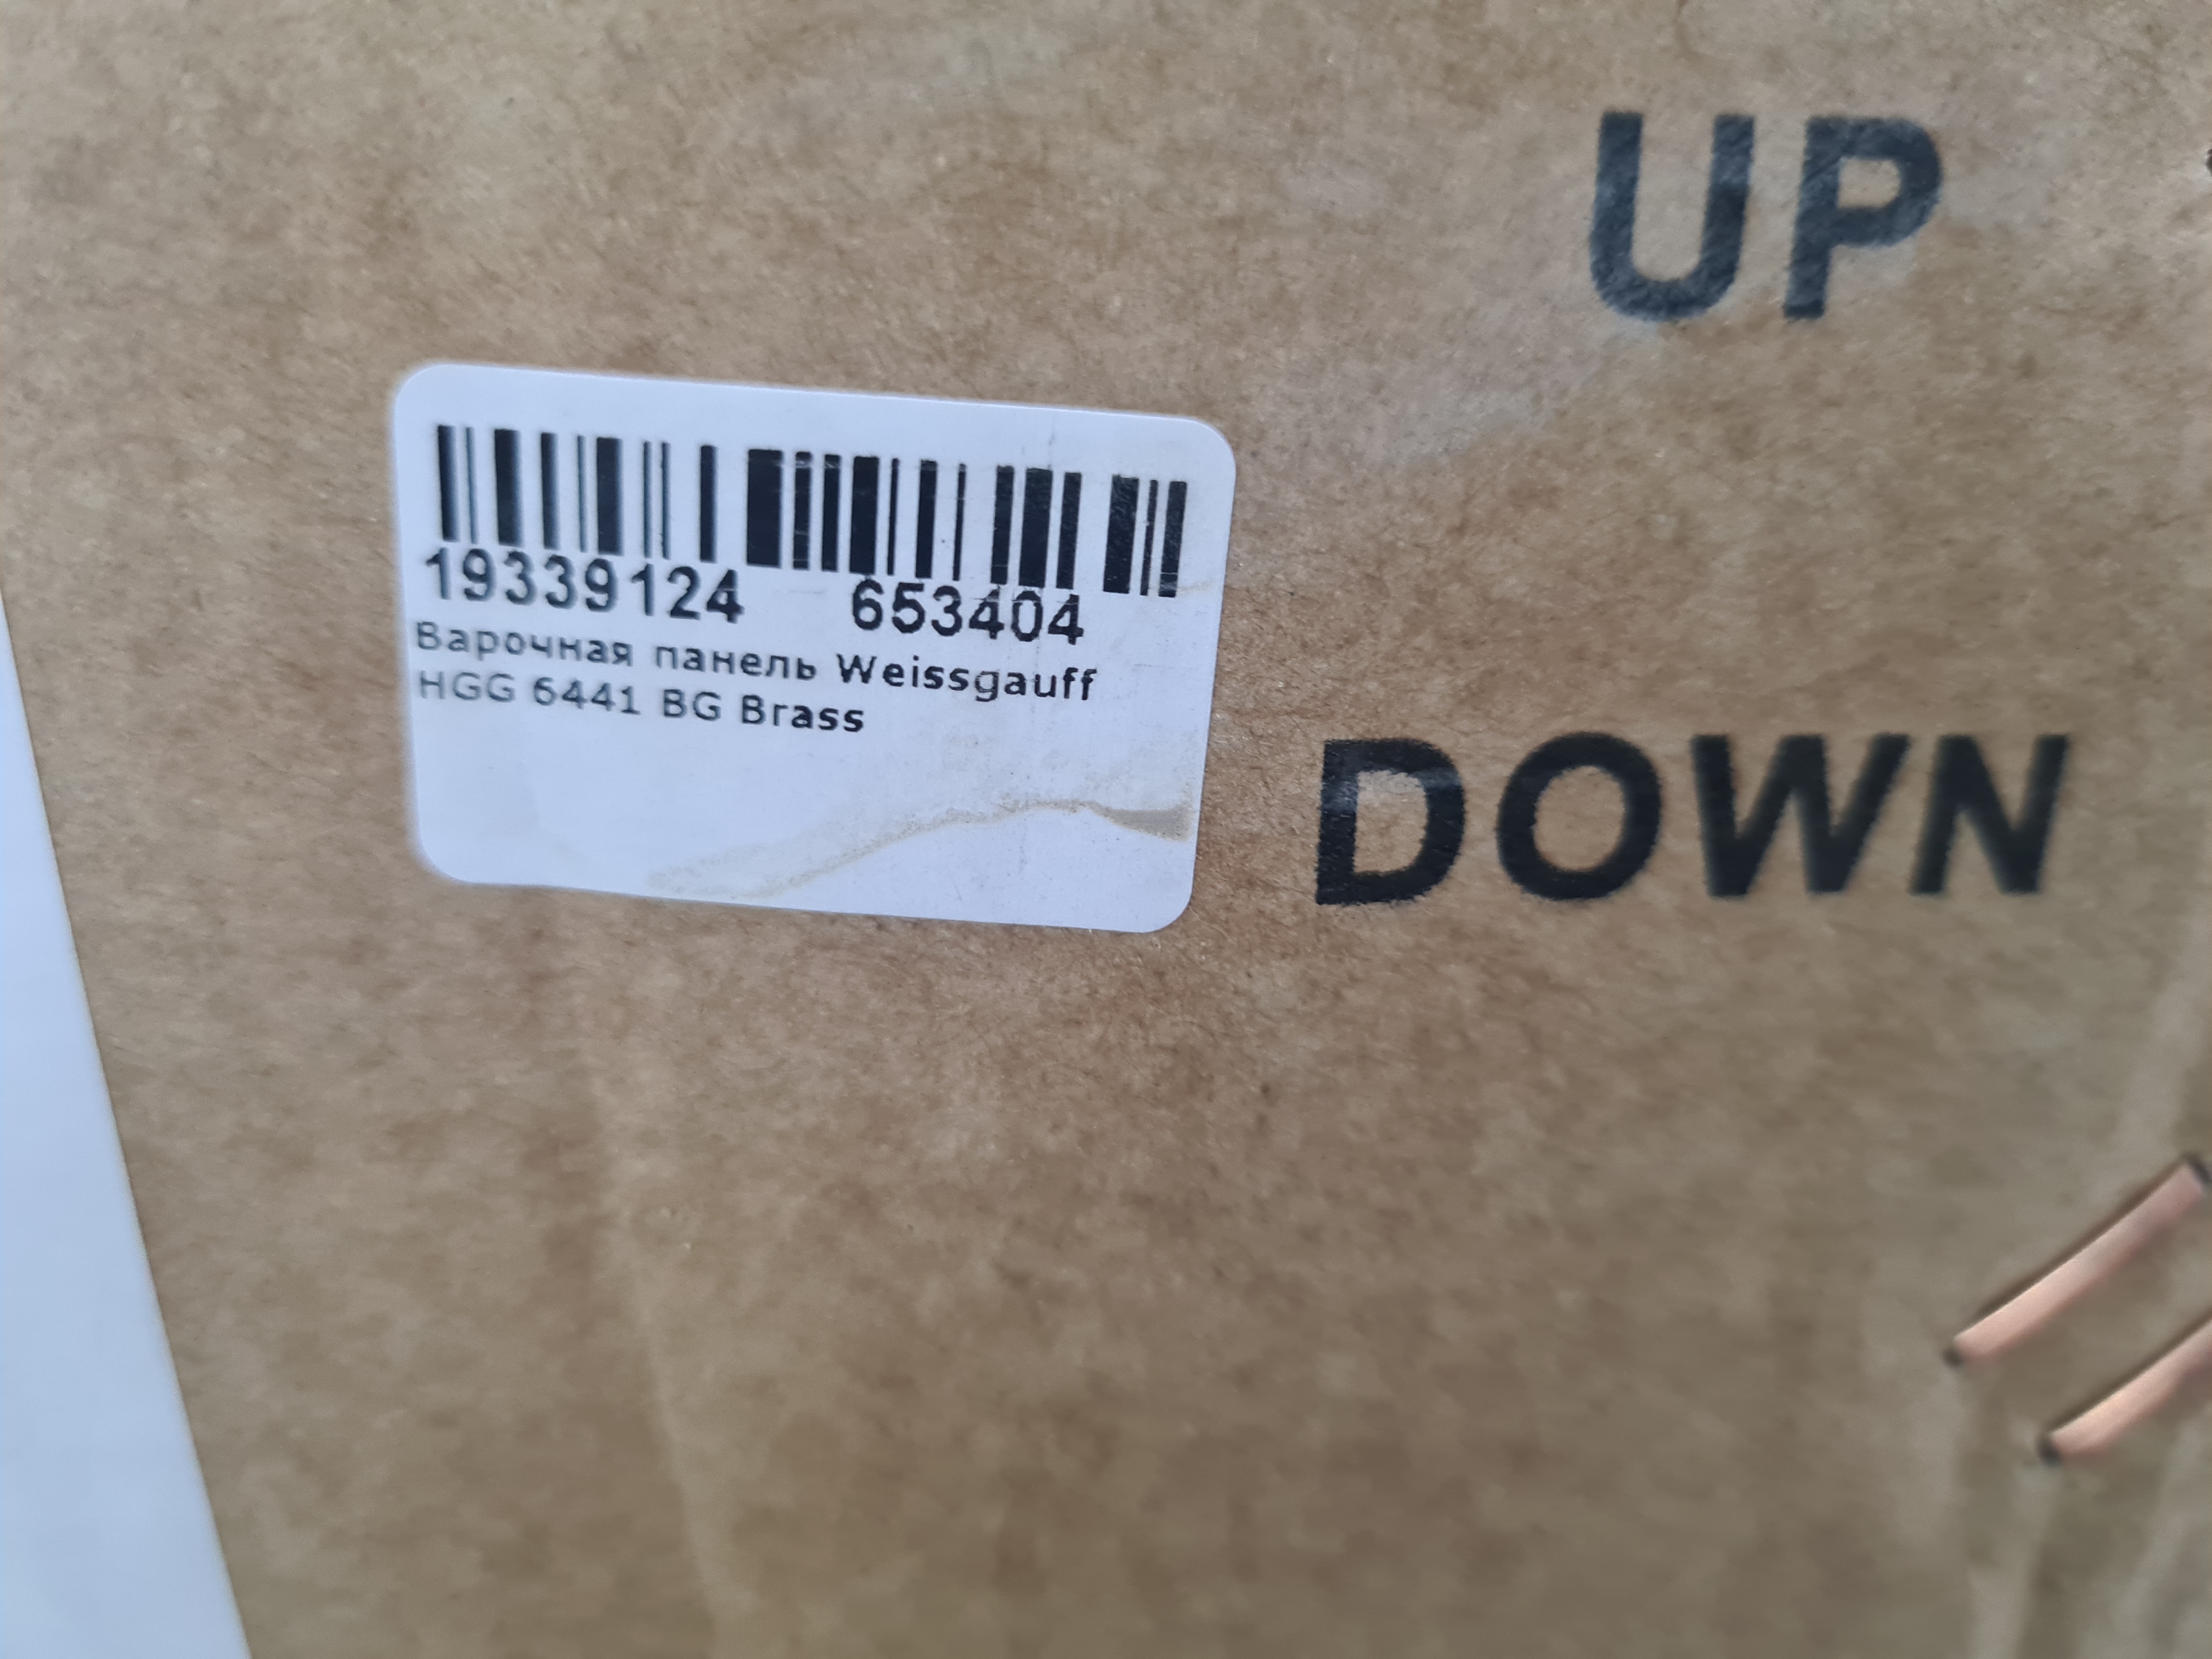 UP
19339124 653404
Варочная панель Weissgauff
HGG 6441 BG Brass
DOWN